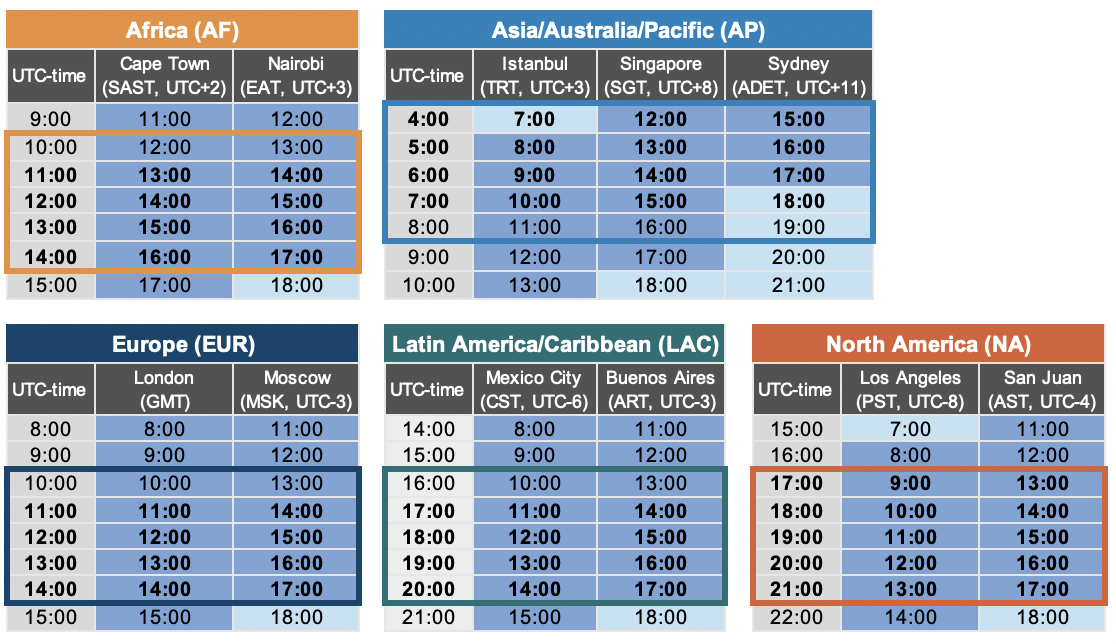 Africa (AF)
UTC-time Cape Town (SAST, UTC+2) Nairobi (EAT, UTC+3)
9:00 11:00 12:00
10:00 12:00 13:00
11:00 13:00 14:00
12:00 14:00 15:00
13:00 15:00 16:00
14:00 16:00 17:00
15:00 17:00 18:00
Asia/Australia/Pacific (AP)
UTC-time Istanbul (TRT, UTC+3) Singapore (SGT, UTC+8) Sydney (ADET, UTC+11)
4:00 7:00 12:00 15:00
5:00 8:00 13:00 16:00
6:00 9:00 14:00 17:00
7:00 10:00 15:00 18:00
8:00 11:00 16:00 19:00
9:00 12:00 17:00 20:00
10:00 13:00 18:00 21:00
Europe (EUR)
UTC-time London (GMT) Moscow (MSK, UTC-3)
8:00 8:00 11:00
9:00 9:00 12:00
10:00 10:00 13:00
11:00 11:00 14:00
12:00 12:00 15:00
13:00 13:00 16:00
14:00 14:00 17:00
15:00 15:00 18:00
Latin America/Caribbean (LAC)
UTC-time Mexico City (CST, UTC-6) Buenos Aires (ART, UTC-3)
14:00 8:00 11:00
15:00 9:00 12:00
16:00 10:00 13:00
17:00 11:00 14:00
18:00 12:00 15:00
19:00 13:00 16:00
20:00 14:00 17:00
21:00 15:00 18:00
North America (NA)
UTC-time Los Angeles (PST, UTC-8) San Juan (AST, UTC-4)
15:00 7:00 11:00
16:00 8:00 12:00
17:00 9:00 13:00
18:00 10:00 14:00
19:00 11:00 15:00
20:00 12:00 16:00
21:00 13:00 17:00
22:00 14:00 18:00